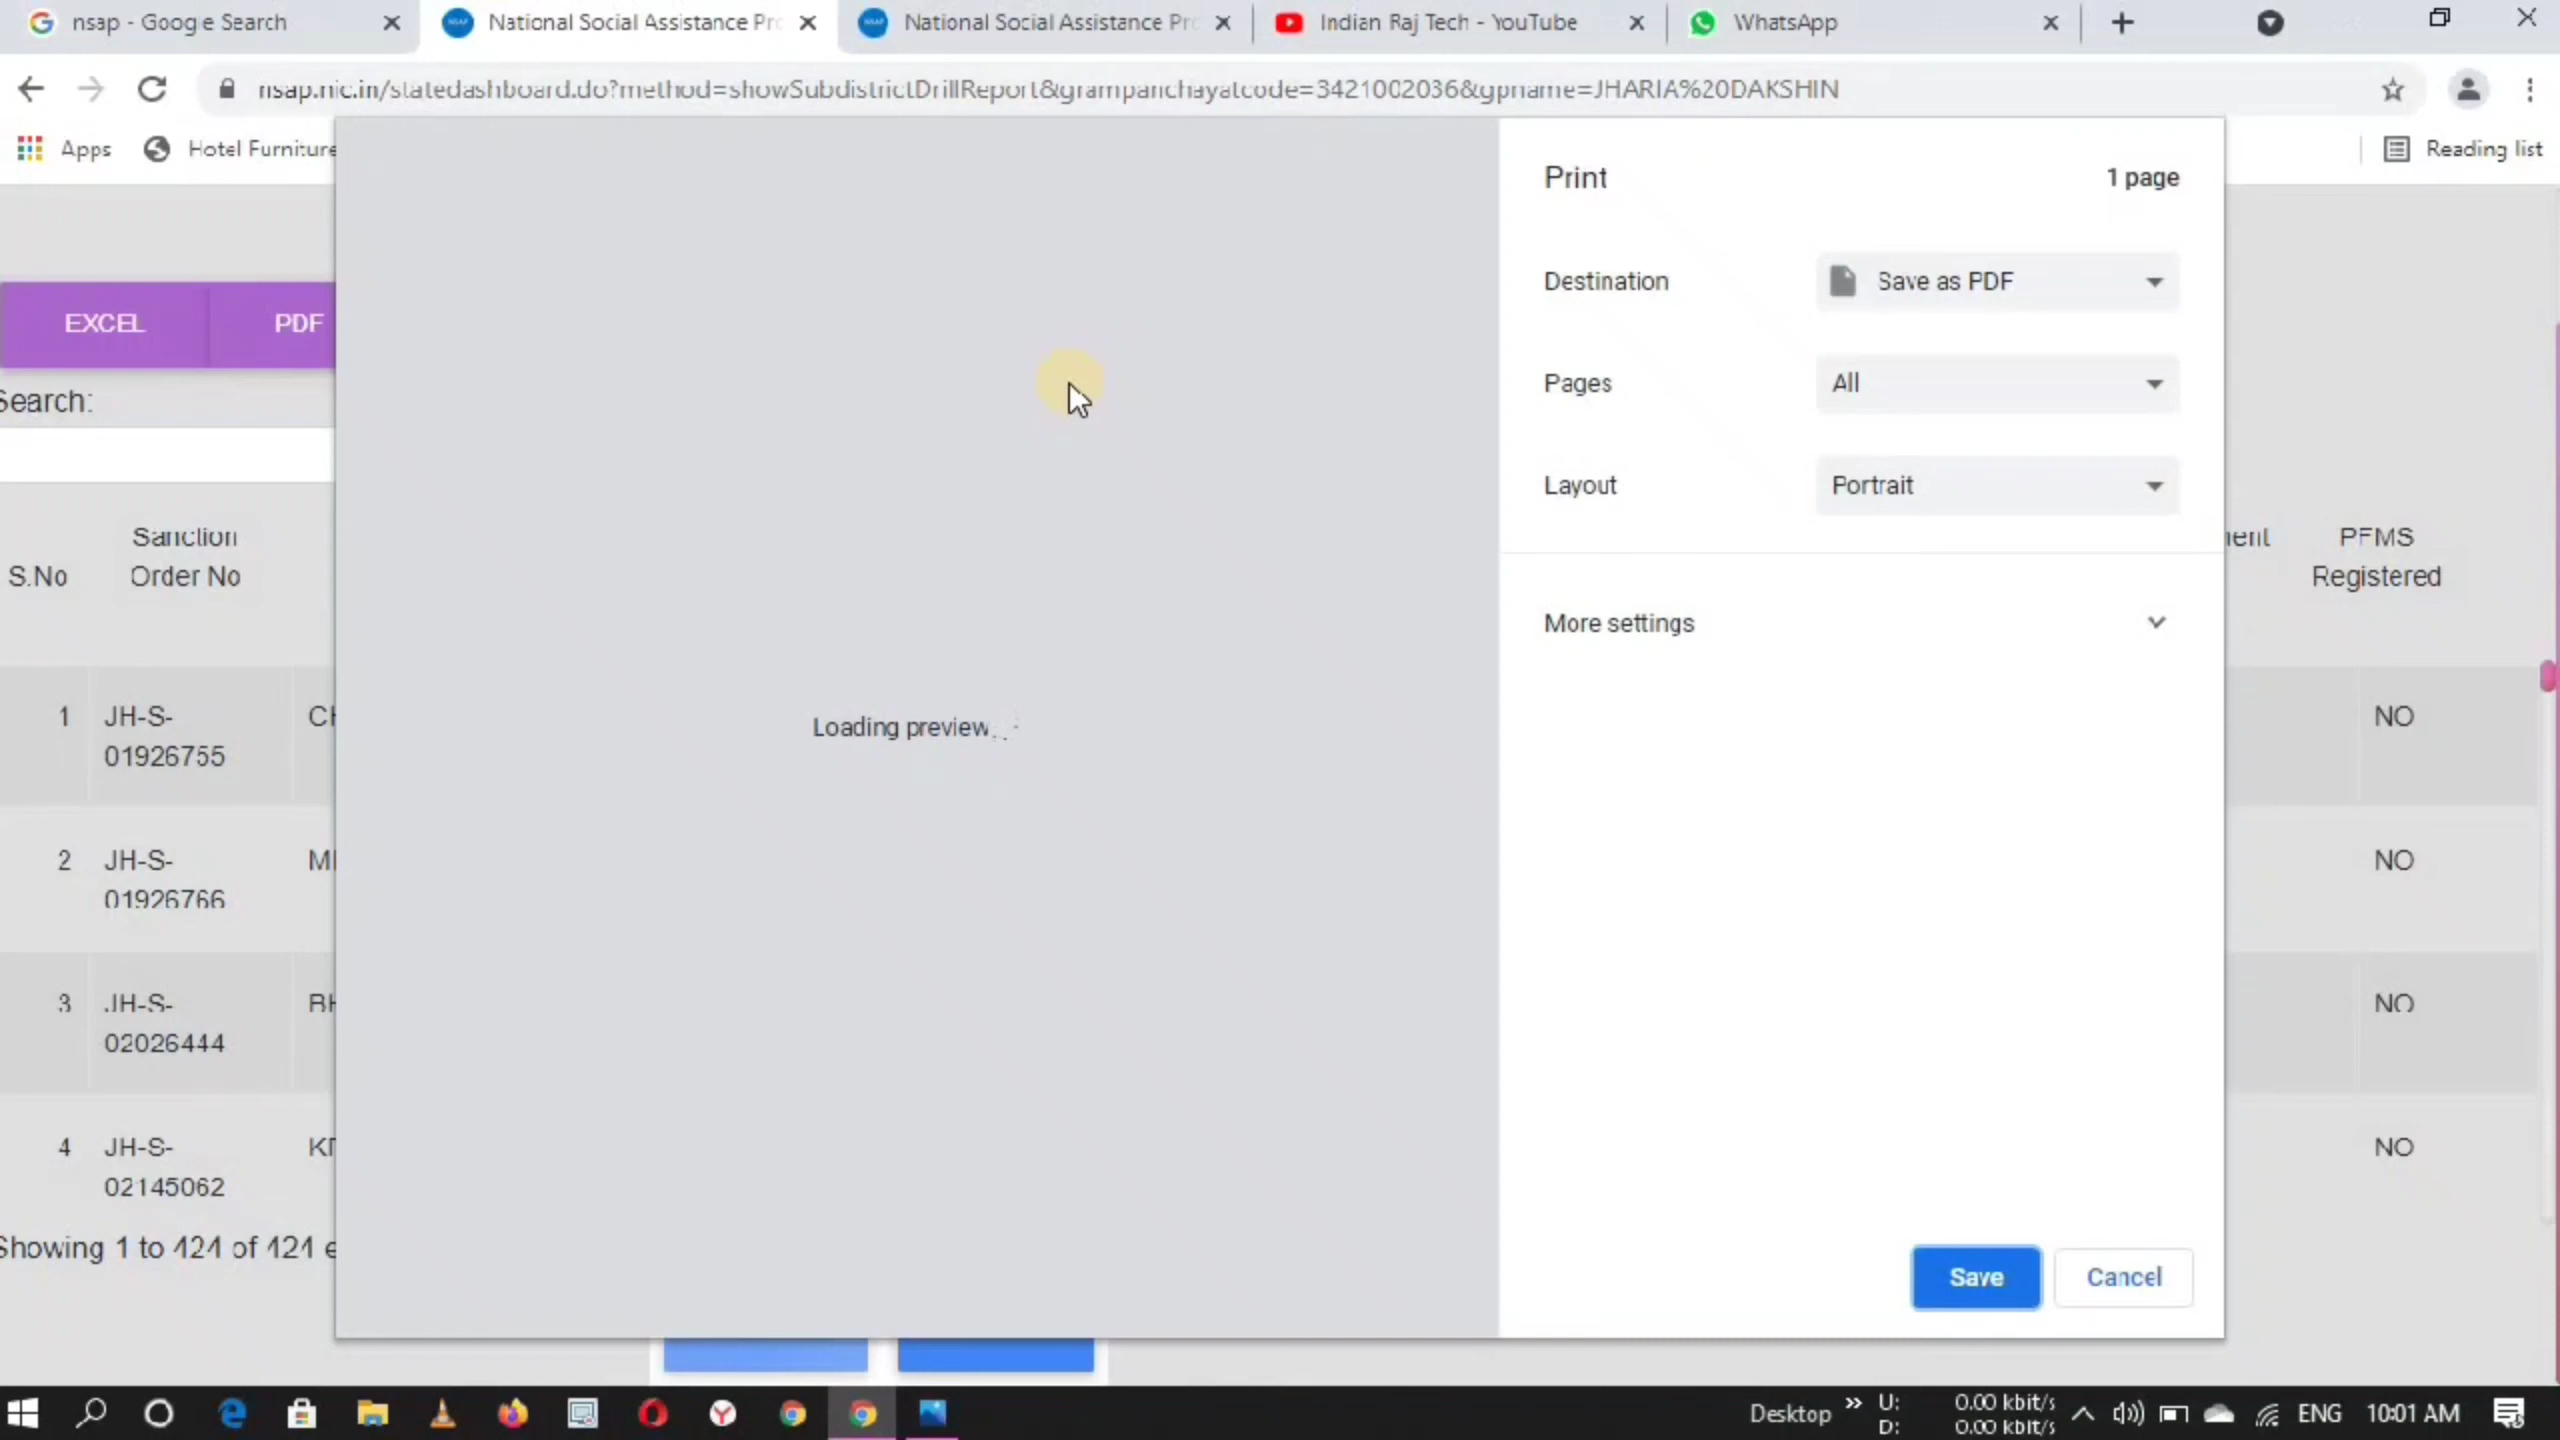 nsap - Google Search
National Social Assistance Pr
National Social Assistance Pr
Indian Raj Tech - YouTube
WhatsApp
nsap.nic.in/statedashboard.do?method=showSubdistrictDrillReport&grampanchayatcode=3421002036&gpname=JHARIA%20DAKSHIN
Apps
Hotel Furniture
Reading list
Print
1 page
Destination
Save as PDF
Pages
All
Layout
Portrait
More settings
Loading preview
Save
Cancel
EXCEL
PDF
Search:
S.No
Sanction
Order No
ent
PFMS
Registered
1
JH-S-
01926755
CH
NO
2
JH-S-
01926766
NO
3
JH-S-
02026444
BH
NO
4
JH-S-
02145062
NO
Showing 1 to 424 of 424 e
Desktop
U:
0.00 kbit/s
D:
0.00 kbit/s
ENG
10:01 AM